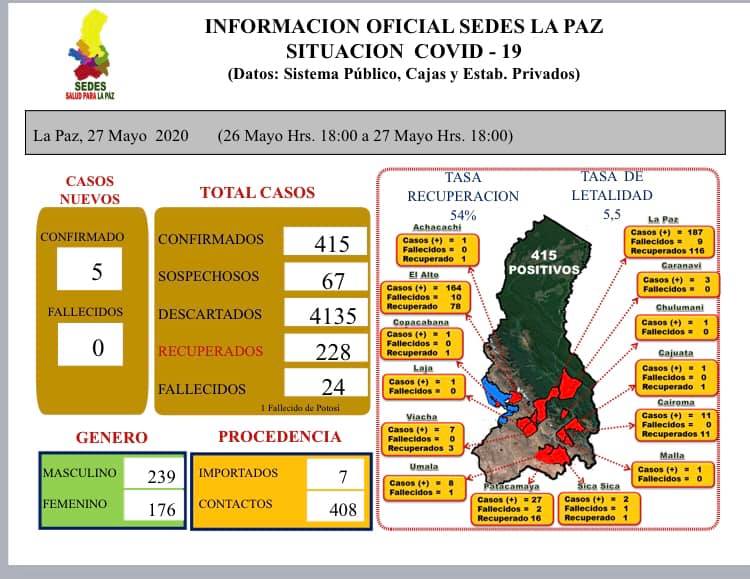 INFORMACION OFICIAL SEDES LA PAZ
SITUACION COVID - 19
(Datos: Sistema Público, Cajas y Estab. Privados)
SEDES
SALUD PARA LA PAZ
La Paz, 27 Mayo 2020 (26 Mayo Hrs. 18:00 a 27 Mayo Hrs. 18:00)
CASOS
NUEVOS
CONFIRMADO
5
FALLECIDOS
0
TOTAL CASOS
CONFIRMADOS 415
SOSPECHOSOS 67
DESCARTADOS 4135
RECUPERADOS 228
FALLECIDOS 24
1 Fallecido de Potosí
GENERO
MASCULINO 239
FEMENINO 176
PROCEDENCIA
IMPORTADOS 7
CONTACTOS 408
TASA
RECUPERACION
54%
TASA DE
LETALIDAD
5,5
415
POSITIVOS
Achacachi
Casos (+) = 1
Fallecidos = 0
Recuperado 1
El Alto
Casos (+) = 164
Fallecidos = 10
Recuperado 78
Copacabana
Casos (+) = 1
Fallecidos = 0
Recuperado 1
Laja
Casos (+) = 1
Fallecidos = 0
Viacha
Casos (+) = 7
Fallecidos = 0
Recuperados 3
Umala
Casos (+) = 8
Fallecidos = 1
Patacamaya
Casos (+) = 27
Fallecidos = 2
Recuperado 16
Sica Sica
Casos (+) = 2
Fallecidos = 1
Recuperado 1
La Paz
Casos (+) = 187
Fallecidos = 9
Recuperados 116
Caranavi
Casos (+) = 3
Fallecidos = 0
Chulumani
Casos (+) = 1
Fallecidos = 0
Cajuata
Casos (+) = 1
Fallecidos = 0
Recuperado 1
Cairoma
Casos (+) = 11
Fallecidos = 0
Recuperados 11
Malla
Casos (+) = 1
Fallecidos = 0